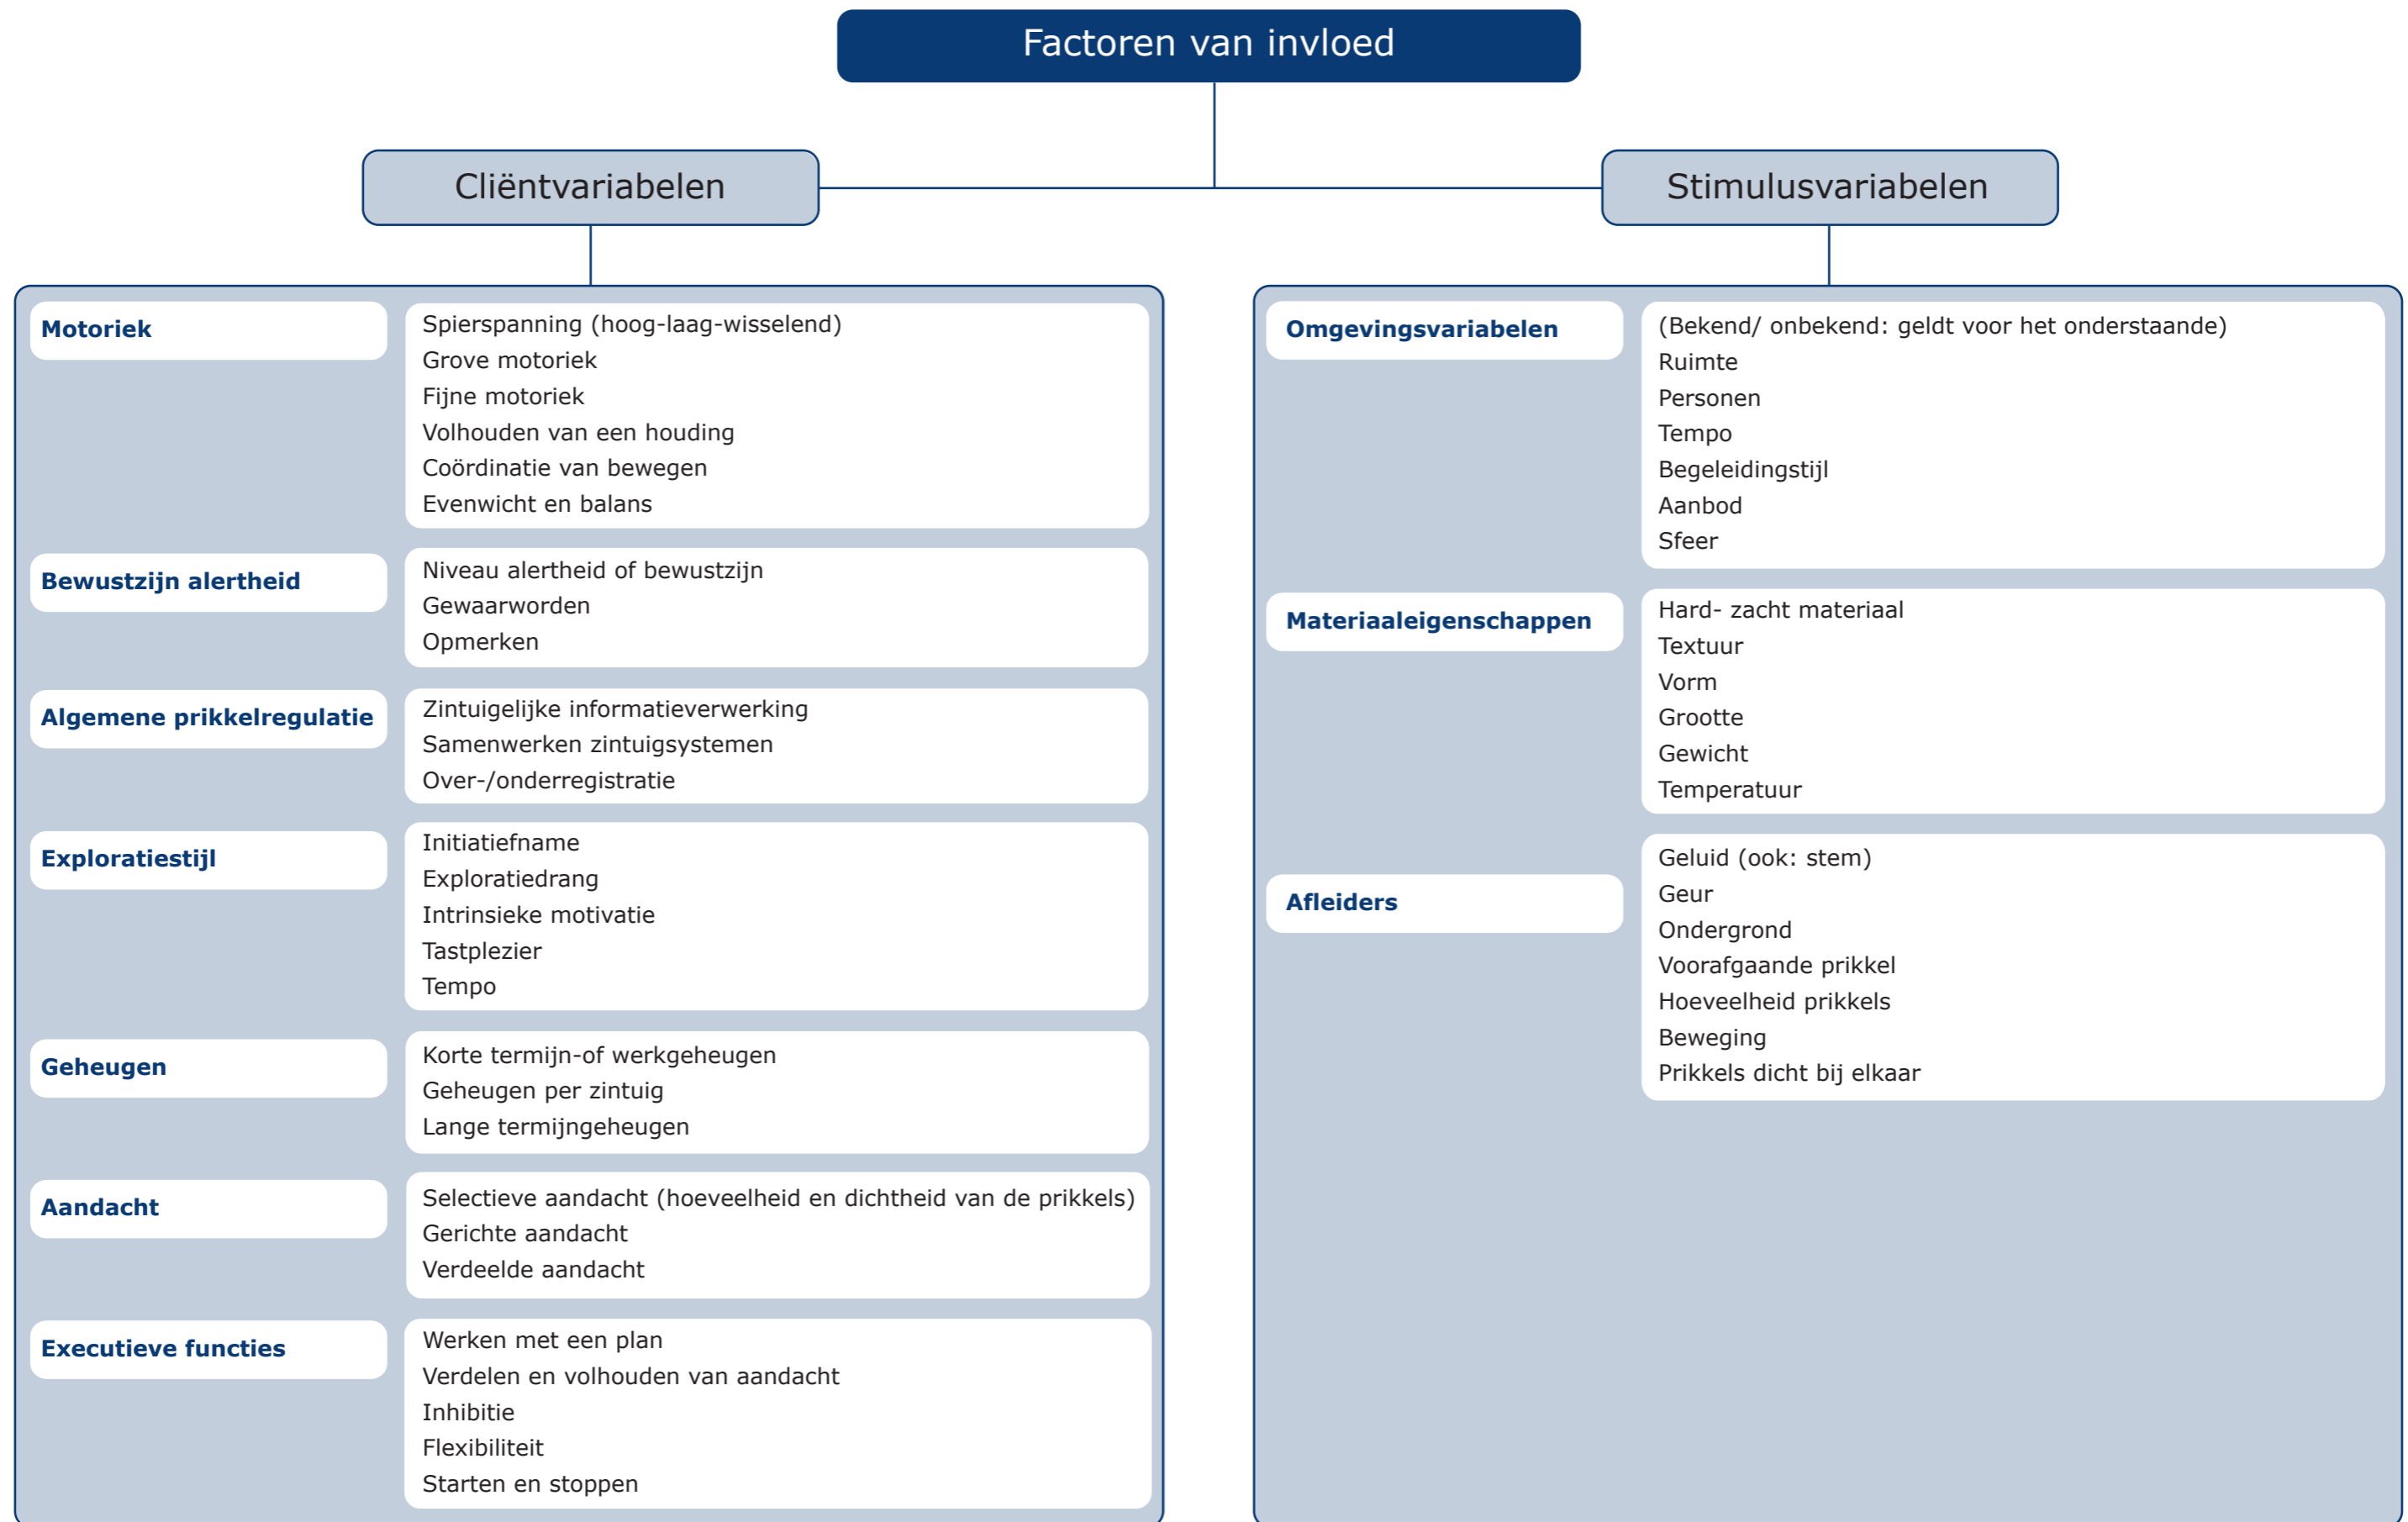 Factoren van invloed
Cliëntvariabelen
Stimulusvariabelen
Motoriek
Spierspanning (hoog-laag-wisselend)
Grove motoriek
Fijne motoriek
Volhouden van een houding
Coördinatie van bewegen
Evenwicht en balans
Bewustzijn alertheid
Niveau alertheid of bewustzijn
Gewaarworden
Opmerken
Algemene prikkelregulatie
Zintuigelijke informatieverwerking
Samenwerken zintuigsystemen
Over-/onderregistratie
Exploratiestijl
Initiatiefname
Exploratiedrang
Intrinsieke motivatie
Tastplezier
Tempo
Geheugen
Korte termijn-of werkgeheugen
Geheugen per zintuig
Lange termijngeheugen
Aandacht
Selectieve aandacht (hoeveelheid en dichtheid van de prikkels)
Gerichte aandacht
Verdeelde aandacht
Executieve functies
Werken met een plan
Verdelen en volhouden van aandacht
Inhibitie
Flexibiliteit
Starten en stoppen
Omgevingsvariabelen
(Bekend/ onbekend: geldt voor het onderstaande)
Ruimte
Personen
Tempo
Begeleidingstijl
Aanbod
Sfeer
Materiaaleigenschappen
Hard- zacht materiaal
Textuur
Vorm
Grootte
Gewicht
Temperatuur
Afleiders
Geluid (ook: stem)
Geur
Ondergrond
Voorafgaande prikkel
Hoeveelheid prikkels
Beweging
Prikkels dicht bij elkaar